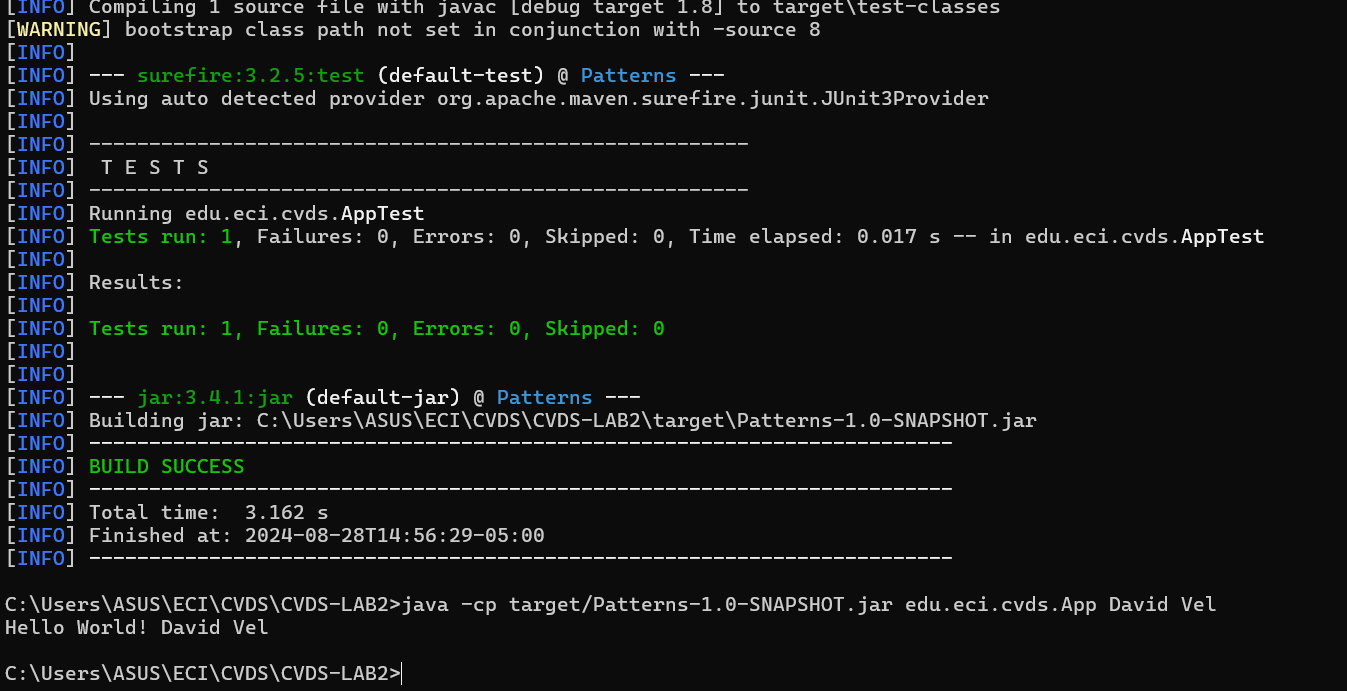 [INFO] Compiling 1 source file with javac [debug target 1.8] to target\test-classes
[WARNING] bootstrap class path not set in conjunction with -source 8
[INFO]
[INFO] --- surefire:3.2.5:test (default-test) @ Patterns ---
[INFO] Using auto detected provider org.apache.maven.surefire.junit.JUnit3Provider
[INFO]
[INFO] -------------------------------------------------------
[INFO]  T E S T S
[INFO] -------------------------------------------------------
[INFO] Running edu.eci.cvds.AppTest
[INFO] Tests run: 1, Failures: 0, Errors: 0, Skipped: 0, Time elapsed: 0.017 s -- in edu.eci.cvds.AppTest
[INFO]
[INFO] Results:
[INFO]
[INFO] Tests run: 1, Failures: 0, Errors: 0, Skipped: 0
[INFO]
[INFO]
[INFO] --- jar:3.4.1:jar (default-jar) @ Patterns ---
[INFO] Building jar: C:\Users\ASUS\ECI\CVDS\CVDS-LAB2\target\Patterns-1.0-SNAPSHOT.jar
[INFO] ------------------------------------------------------------------------
[INFO] BUILD SUCCESS
[INFO] ------------------------------------------------------------------------
[INFO] Total time:  3.162 s
[INFO] Finished at: 2024-08-28T14:56:29-05:00
[INFO] ------------------------------------------------------------------------
C:\Users\ASUS\ECI\CVDS\CVDS-LAB2>java -cp target/Patterns-1.0-SNAPSHOT.jar edu.eci.cvds.App David Vel
Hello World! David Vel
C:\Users\ASUS\ECI\CVDS\CVDS-LAB2>